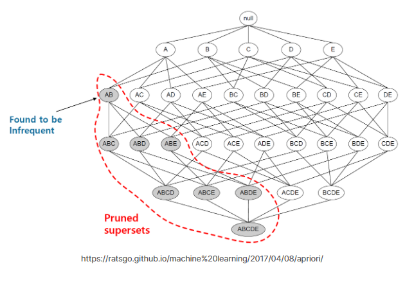 null
A B C D E
AB AC AD AE BC BD BE CD CE DE
Found to be
Infrequent
ABC ABD ABE ACD ACE ADE BCD BCE BDE CDE
ABCD ABCE ABDE ACDE BCDE
Pruned
supersets
ABCDE
https://ratsgo.github.io/machine%20learning/2017/04/08/apriori/